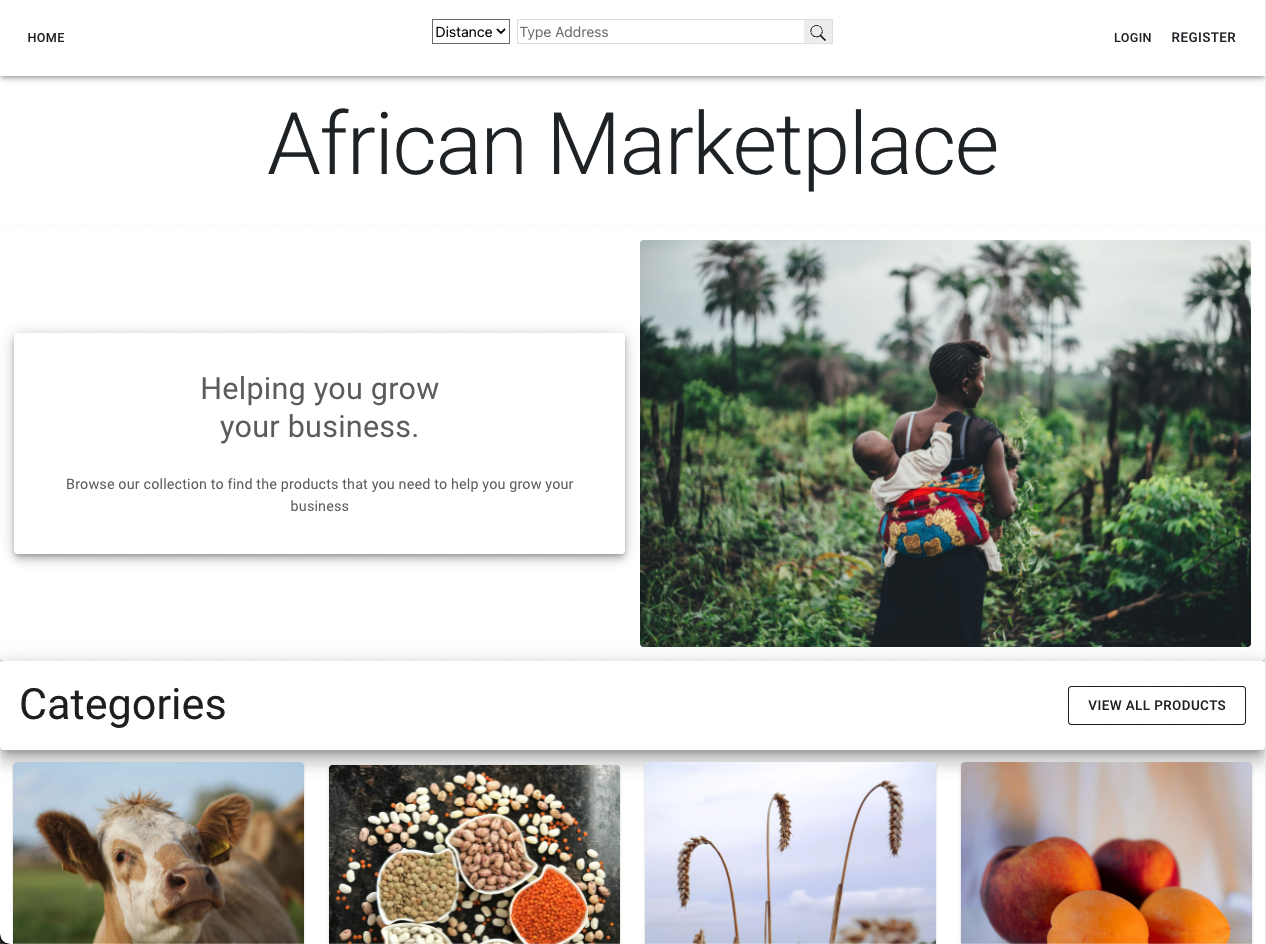 HOME
Distance
Type Address
LOGIN
REGISTER
African Marketplace
Helping you grow
your business.
Browse our collection to find the products that you need to help you grow your
business
Categories
VIEW ALL PRODUCTS